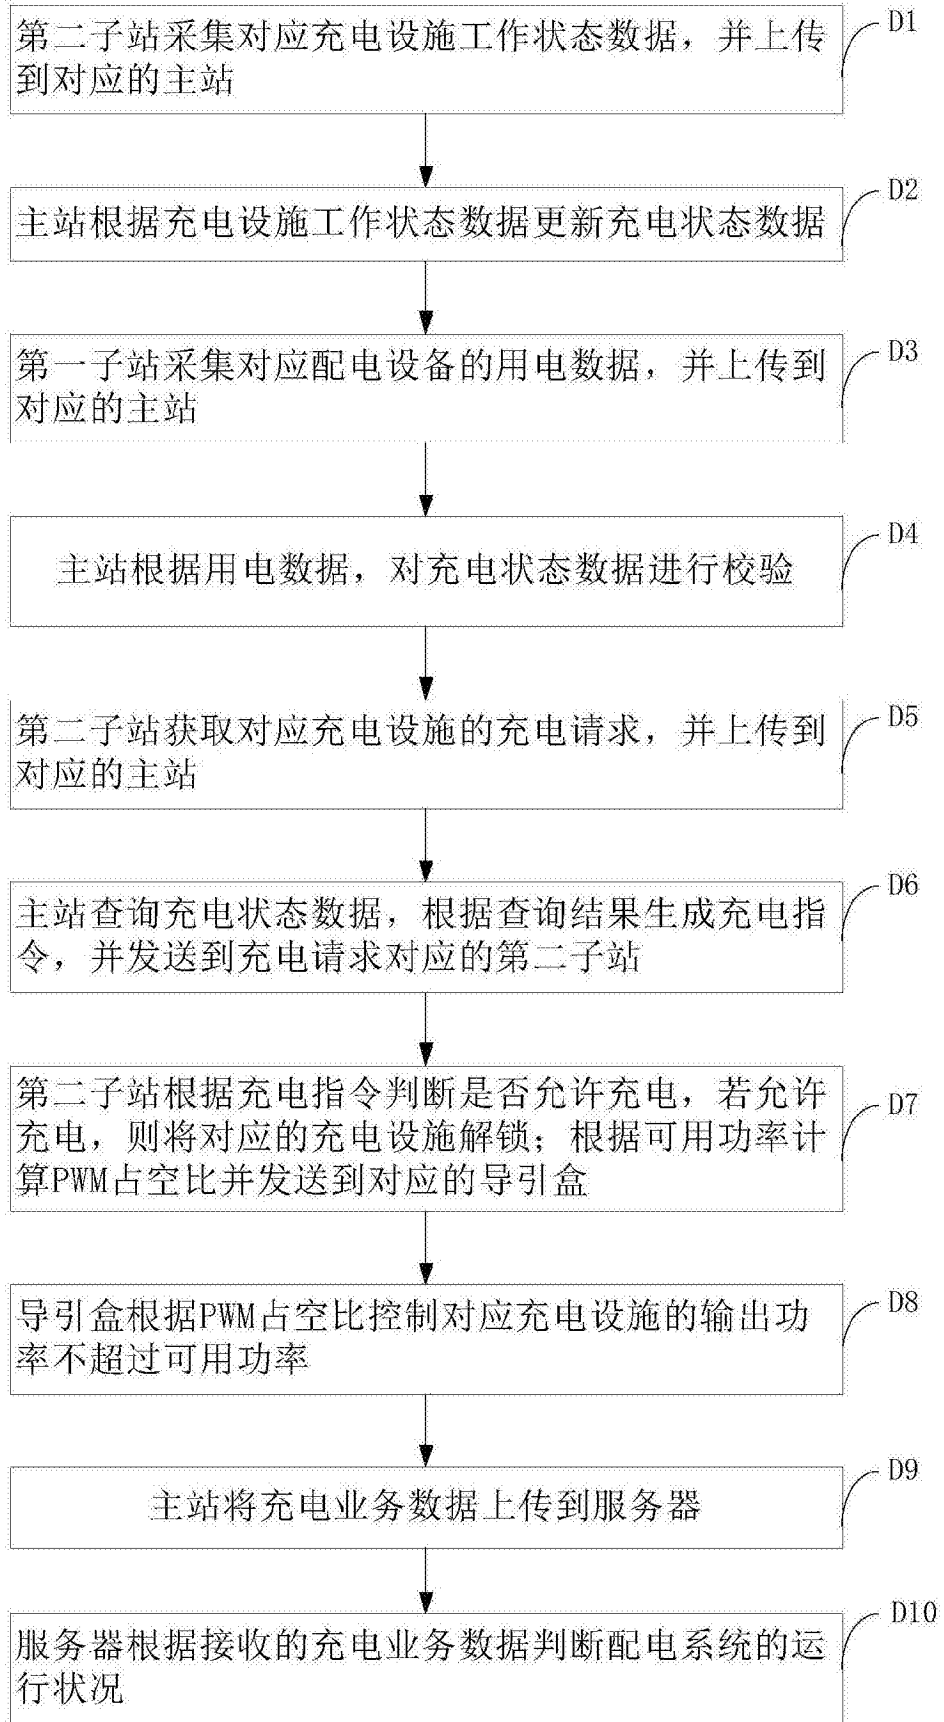 第二子站采集对应充电设施工作状态数据，并上传
到对应的主站
D1
主站根据充电设施工作状态数据更新充电状态数据
D2
第一子站采集对应配电设备的用电数据，并上传到
对应的主站
D3
主站根据用电数据，对充电状态数据进行校验
D4
第二子站获取对应充电设施的充电请求，并上传到
对应的主站
D5
主站查询充电状态数据，根据查询结果生成充电指
令，并发送到充电请求对应的第二子站
D6
第二子站根据充电指令判断是否允许充电，若允许
充电，则将对应的充电设施解锁；根据可用功率计
算PWM占空比并发送到对应的导引盒
D7
导引盒根据PWM占空比控制对应充电设施的输出功
率不超过可用功率
D8
主站将充电业务数据上传到服务器
D9
服务器根据接收的充电业务数据判断配电系统的运
行状况
D10